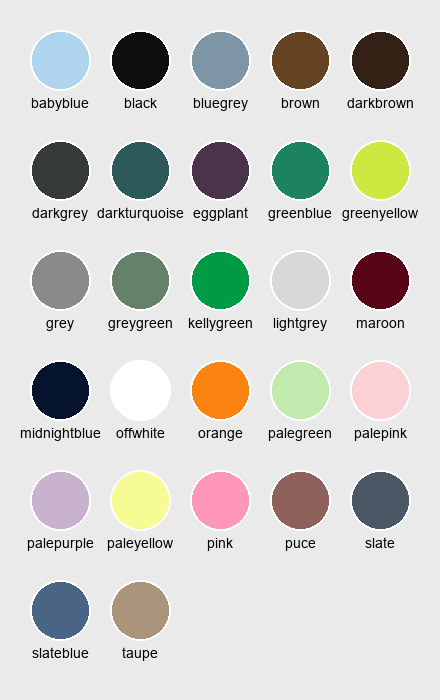 babyblue black bluegrey brown darkbrown
darkgrey darkturquoise eggplant greenblue greenyellow
grey greygreen kellygreen lightgrey maroon
midnightblue offwhite orange palegreen palepink
palepurple paleyellow pink puce slate
slateblue taupe